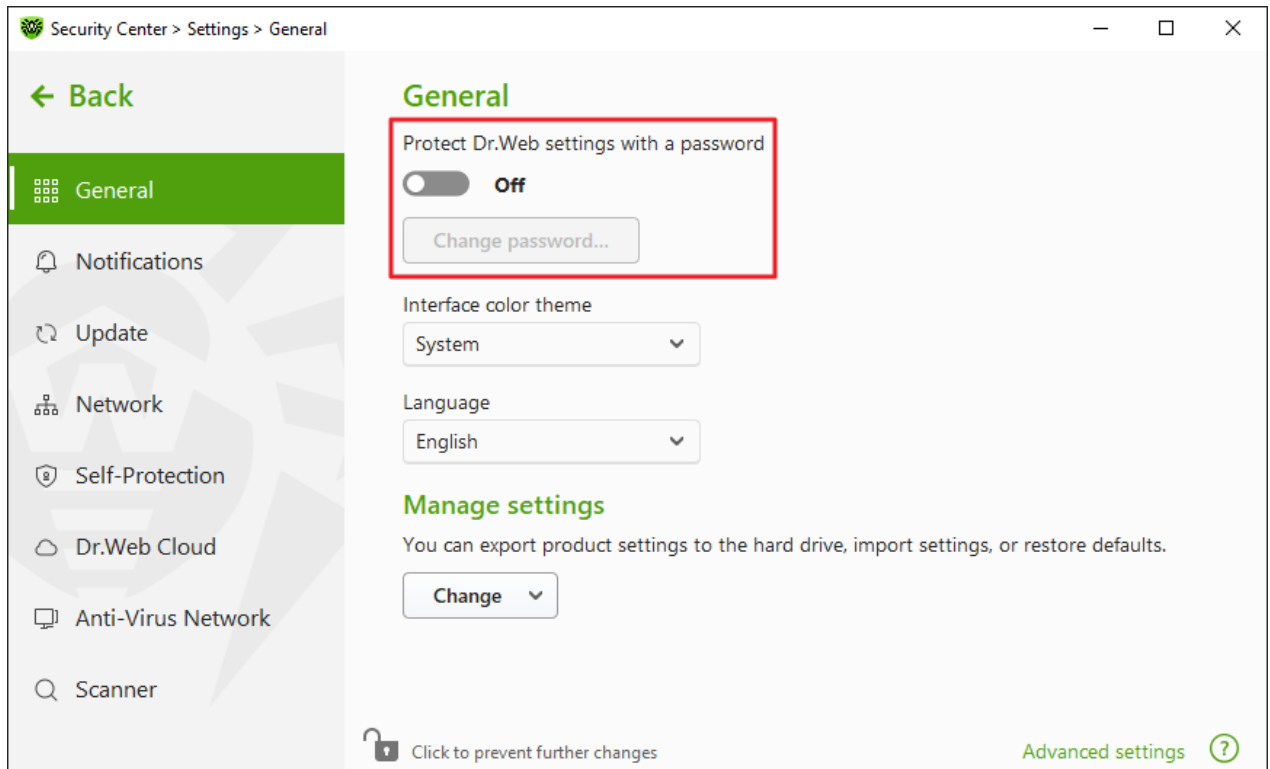 Security Center > Settings > General
Back
General
Notifications
Update
Network
Self-Protection
Dr.Web Cloud
Anti-Virus Network
Scanner
General
Protect Dr.Web settings with a password
Off
Change password...
Interface color theme
System
Language
English
Manage settings
You can export product settings to the hard drive, import settings, or restore defaults.
Change
Click to prevent further changes
Advanced settings ?